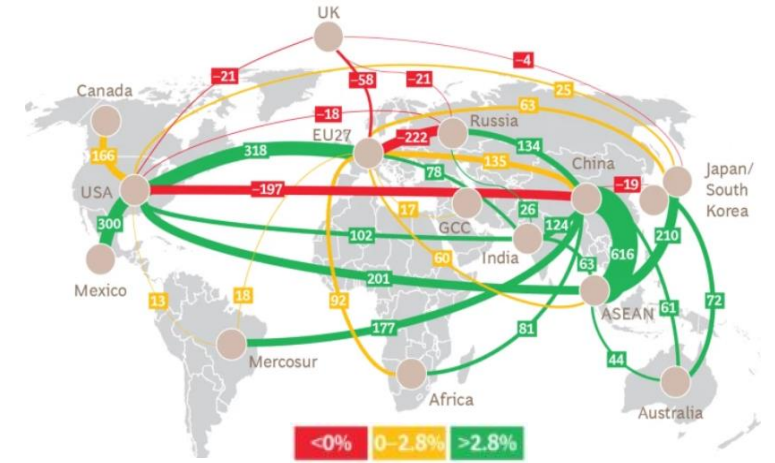 UK
–4
–21
–58
–21
25
Canada
–18
63
EU27
Russia
–222
134
318
166
135
China
78
Japan/
South
Korea
USA
–197
–19
17
26
GCC
300
124
210
102
India
616
60
63
Mexico
201
ASEAN
13
18
92
61
72
177
81
44
Mercosur
Africa
Australia
<0%
0–2.8%
>2.8%